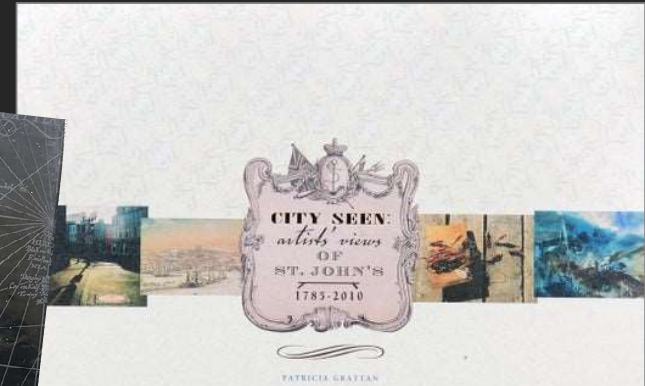 CITY SEEN:
artists' views
OF
ST. JOHN'S
1785-2010
PATRICIA GRATTAN